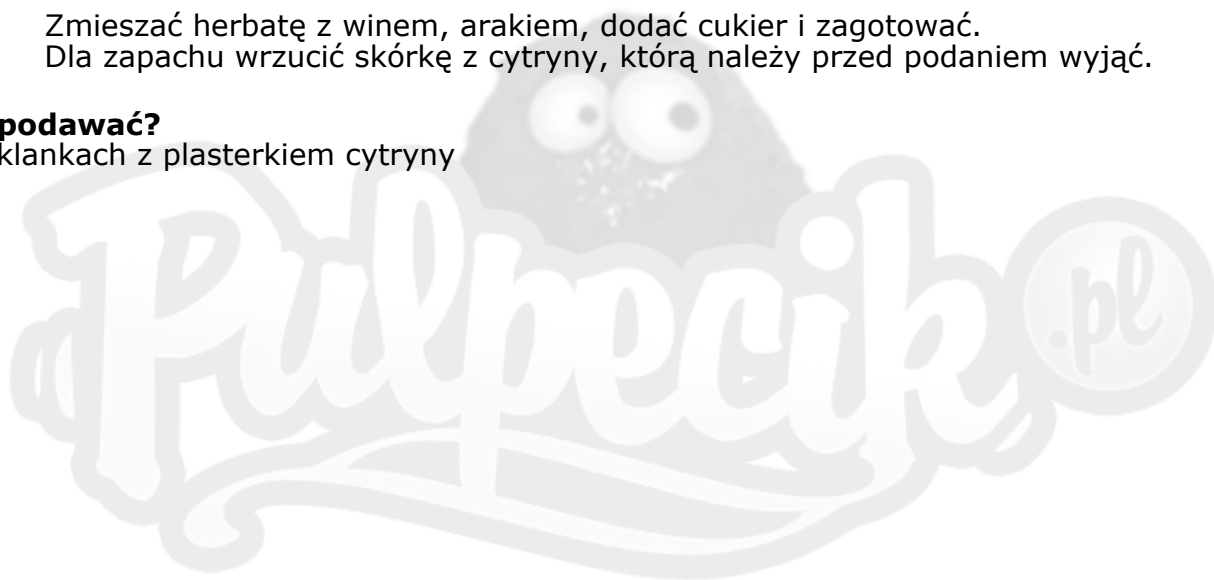 Zmieszać herbatę z winem, arakiem, dodać cukier i zagotować.
Dla zapachu wrzucić skórkę z cytryny, którą należy przed podaniem wyjąć.
podawać?
klankach z plasterkiem cytryny
Pulpecik.pl